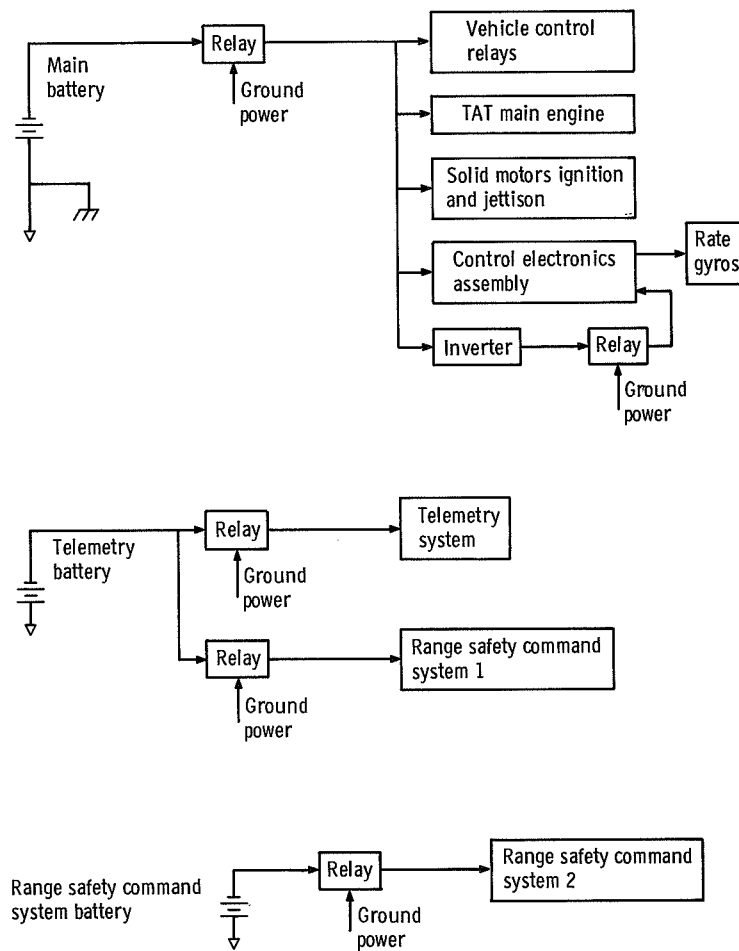 Main
battery
Relay
Ground
power
Vehicle control
relays
TAT main engine
Solid motors ignition
and jettison
Control electronics
assembly
Rate
gyros
Inverter
Relay
Ground
power
Telemetry
battery
Relay
Ground
power
Telemetry
system
Relay
Ground
power
Range safety command
system 1
Range safety command
system battery
Relay
Ground
power
Range safety command
system 2